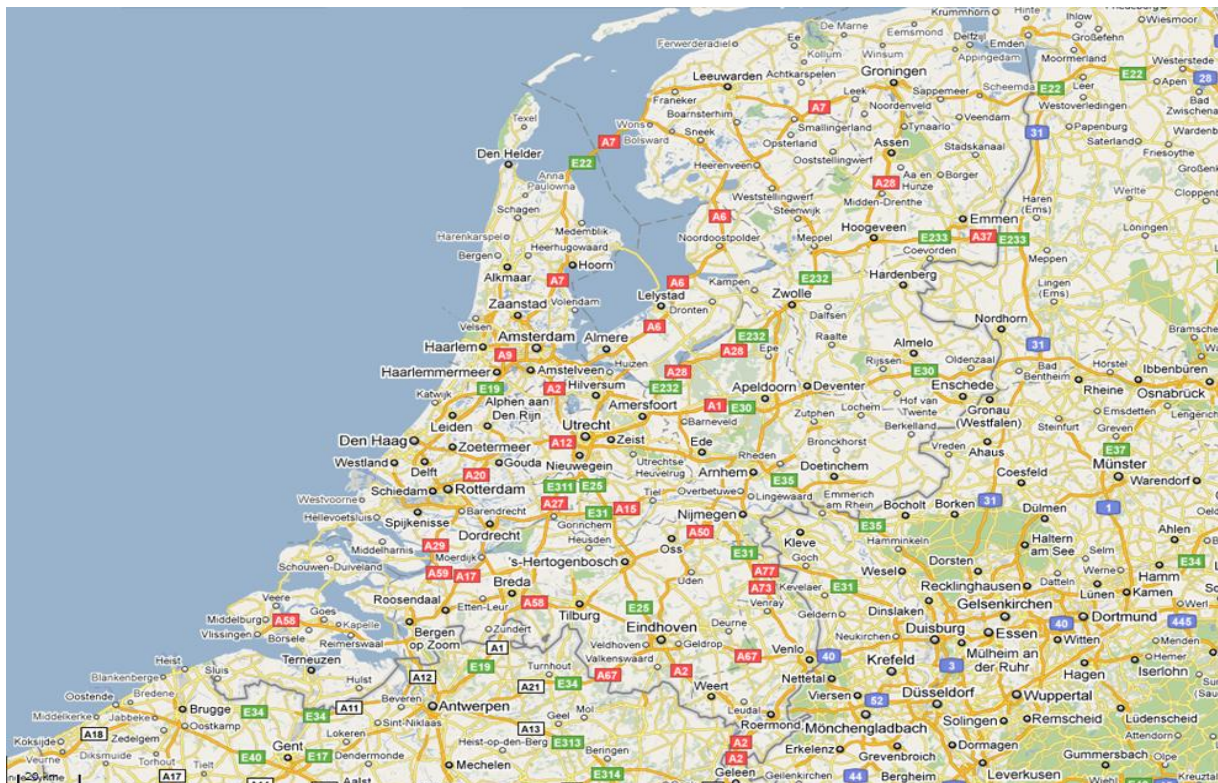 Krummhörn
Hinte
Ihlow
Wiesmoor
De Marne
Eemsmond
Delfzijl
Emden
Großefehn
Ferwerderadiel
Ee
Kollum
Winsum
Appingedam
Moormerland
Westerstede
Leeuwarden
Achtkarspelen
Groningen
Leer
E22
Apen
28
Franeker
Leek
Sappemeer
Scheemda
E22
Bad
Zwischena
Boarnsterhim
A7
Noordenveld
Westoverledingen
Texel
Wons
Sneek
Smallingerland
Tynaarlo
Veendam
31
Papenburg
Wardenb
Bolsward
A7
Opsterland
Assen
Stadskanaal
Saterland
Friesoythe
Den Helder
E22
Heerenveen
Ooststellingwerf
Großenk
Anna
Paulowna
A28
Aa en
Hunze
Borger
Werlte
Cloppenb
Weststellingwerf
Midden-Drenthe
Haren
(Ems)
Schagen
A6
Steenwijk
Emmen
Löningen
Harenkarspel
Medemblik
Noordoostpolder
Meppel
Hoogeveen
E233
A37
E233
Bergen
Heerhugowaard
Coevorden
Meppen
Alkmaar
Hoorn
A7
A6
Kampen
E232
Hardenberg
Lingen
(Ems)
Zaanstad
Volendam
Lelystad
Dronten
Zwolle
Velsen
A6
Dalfsen
Nordhorn
Bramsche
Haarlem
Amsterdam
Almere
E232
Raalte
Almelo
31
A9
A28
Epe
Rijssen
Oldenzaal
Bad
Bentheim
Hörstel
Ibbenbüren
Haarlemmermeer
Amstelveen
Huizen
A28
E30
Rheine
Katwijk
E19
A2
Hilversum
E232
Apeldoorn
Deventer
Enschede
Osnabrück
Alphen aan
Den Rijn
Amersfoort
A1
E30
Hof van
Twente
Gronau
(Westfalen)
Emsdetten
Lengerich
Leiden
Utrecht
Barneveld
Zutphen
Lochem
Steinfurt
Greven
Den Haag
Zoetermeer
A12
Zeist
Ede
Bronckhorst
Berkelland
Vreden
Ahaus
E37
Westland
Delft
Gouda
Nieuwegein
Utrechtse
Heuvelrug
Arnhem
Rheden
Doetinchem
Coesfeld
Münster
Warendorf
Schiedam
A20
Rotterdam
E311
E25
Tiel
Overbetuwe
Lingewaard
E35
Emmerich
am Rhein
Westvoorne
A27
A15
Bocholt
Borken
31
1
Hellevoetsluis
Spijkenisse
Barendrecht
Gorinchem
E31
Nijmegen
E35
Dülmen
Dordrecht
Heusden
Oss
A50
Kleve
Hamminkeln
Haltern
am See
Ahlen
Middelharnis
A29
Goch
Schouwen-Duiveland
Moerdijk
's-Hertogenbosch
E31
Dorsten
Selm
A59
A17
Uden
A77
Wesel
Werne
Hamm
E34
Breda
A73
Kevelaer
E31
Recklinghausen
Datteln
Lünen
Kamen
Roosendaal
Etten-Leur
A58
Tilburg
E25
Venray
Geldern
Dinslaken
Gelsenkirchen
Dortmund
Werl
Veere
Goes
Middelburg
A58
Kapelle
Bergen
op Zoom
Zundert
Eindhoven
Deurne
Neukirchen
Duisburg
Essen
40
Witten
445
Menden
Vlissingen
Borsele
Reimerswaal
A1
Veldhoven
Geldrop
A67
Venlo
40
Krefeld
3
Mülheim
an der Ruhr
Hagen
Hemer
Iserlohn
Heist
Sluis
Terneuzen
A12
E19
Turnhout
Valkenswaard
A2
Nettetal
Blankenberge
Hulst
A21
E34
A67
Weert
Viersen
52
Düsseldorf
Wuppertal
Oostende
Bredene
Brugge
E34
E34
A11
Beveren
Antwerpen
Geel
Mol
Leudal
Roermond
Mönchengladbach
Solingen
Remscheid
Lüdenscheid
Middelkerke
Jabbeke
Oostkamp
Sint-Niklaas
A13
Koksijde
A18
Zedelgem
Lokeren
Heist-op-den-Berg
E313
Beringen
A2
Erkelenz
Grevenbroich
Dormagen
Veurne
Diksmuide
Torhout
E40
Gent
E17
Dendermonde
Mechelen
A2
Gummersbach
20 km
A17
Tielt
A14
Aalst
E314
Geleen
Geilenkirchen
44
Bergheim
Leverkusen